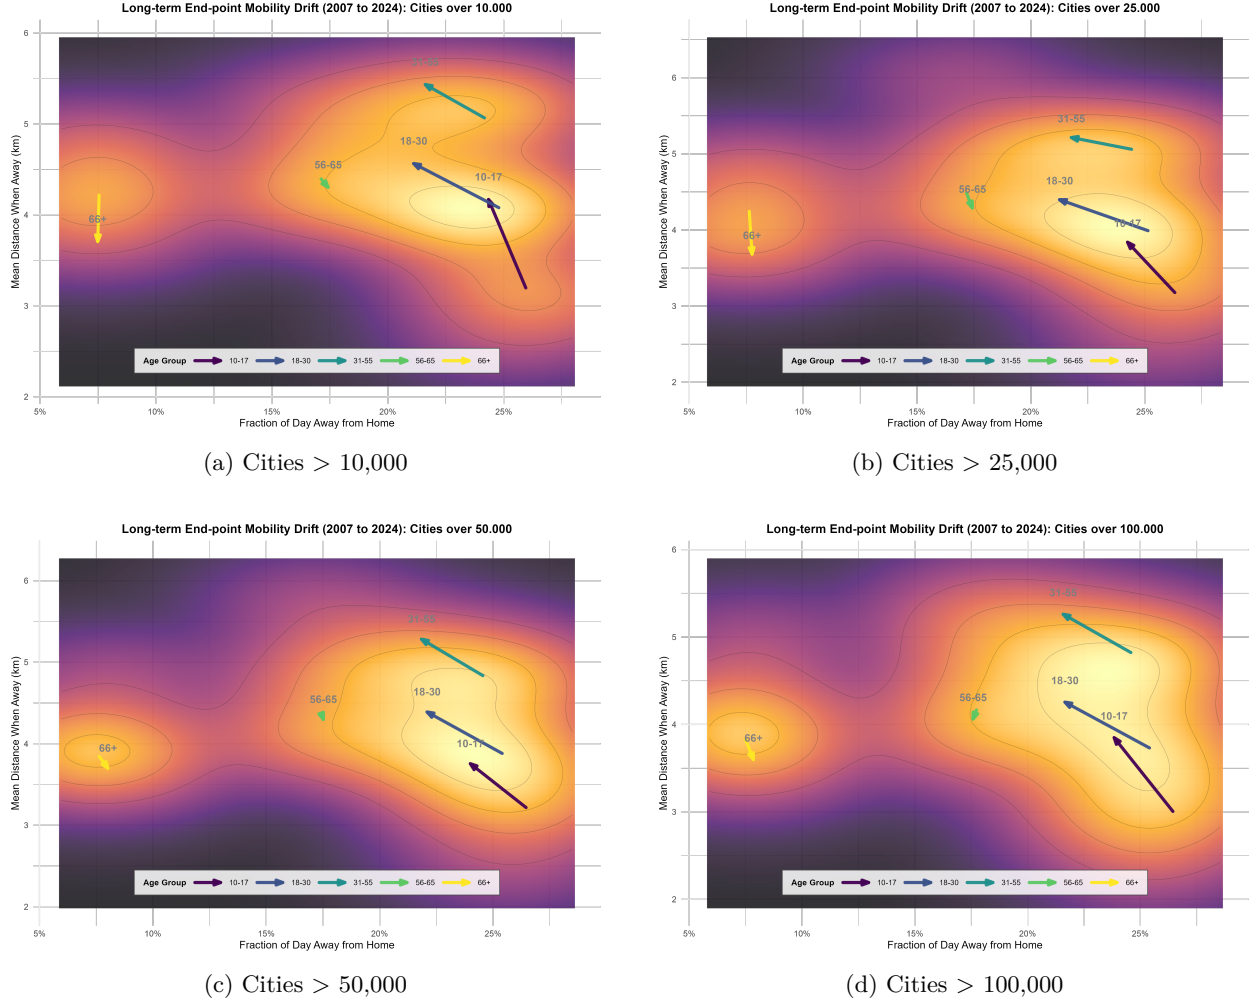 Long-term End-point Mobility Drift (2007 to 2024): Cities over 10.000
Mean Distance When Away (km)
6
5
4
3
2
31-55
18-30
56-65
10-17
66+
Age Group 10-17 18-30 31-55 56-65 66+
5% 10% 15% 20% 25%
Fraction of Day Away from Home
(a) Cities > 10,000
Long-term End-point Mobility Drift (2007 to 2024): Cities over 25.000
Mean Distance When Away (km)
6
5
4
3
2
31-55
18-30
56-65
10-17
66+
Age Group 10-17 18-30 31-55 56-65 66+
5% 10% 15% 20% 25%
Fraction of Day Away from Home
(b) Cities > 25,000
Long-term End-point Mobility Drift (2007 to 2024): Cities over 50.000
Mean Distance When Away (km)
6
5
4
3
2
31-55
18-30
56-65
10-17
66+
Age Group 10-17 18-30 31-55 56-65 66+
5% 10% 15% 20% 25%
Fraction of Day Away from Home
(c) Cities > 50,000
Long-term End-point Mobility Drift (2007 to 2024): Cities over 100.000
Mean Distance When Away (km)
6
5
4
3
2
31-55
18-30
56-65
10-17
66+
Age Group 10-17 18-30 31-55 56-65 66+
5% 10% 15% 20% 25%
Fraction of Day Away from Home
(d) Cities > 100,000